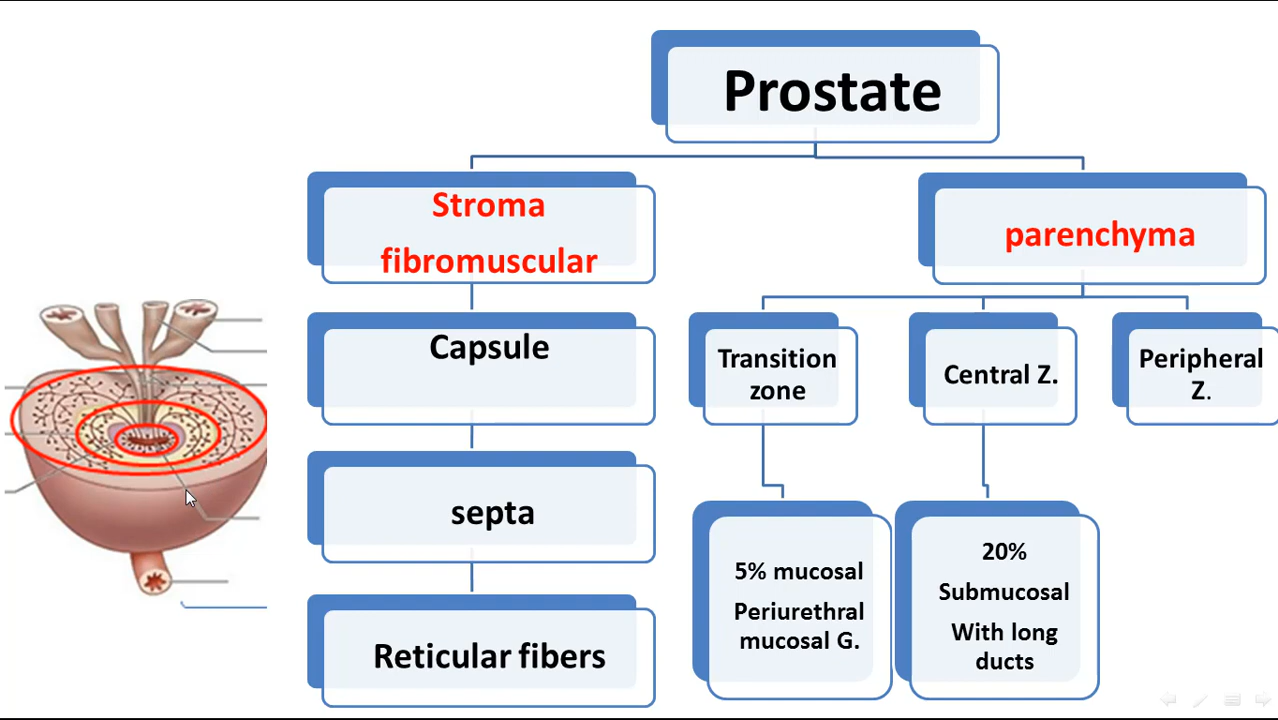 Prostate
Stroma
fibromuscular
parenchyma
Capsule
septa
Reticular fibers
Transition
zone
Central Z.
Peripheral
Z.
5% mucosal
Periurethral
mucosal G.
20%
Submucosal
With long
ducts